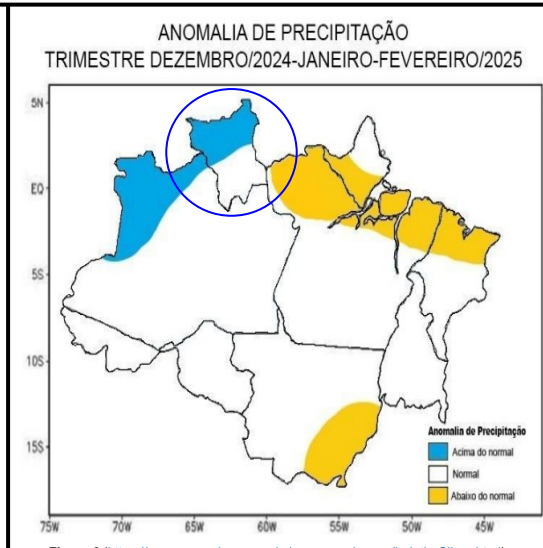 ANOMALIA DE PRECIPITAÇÃO
TRIMESTRE DEZEMBRO/2024-JANEIRO-FEVEREIRO/2025
5N
EQ
5S
10S
15S
75W 70W 65W 60W 55W 50W 45W
Anomalia de Precipitação
Acima do normal
Normal
Abaixo do normal